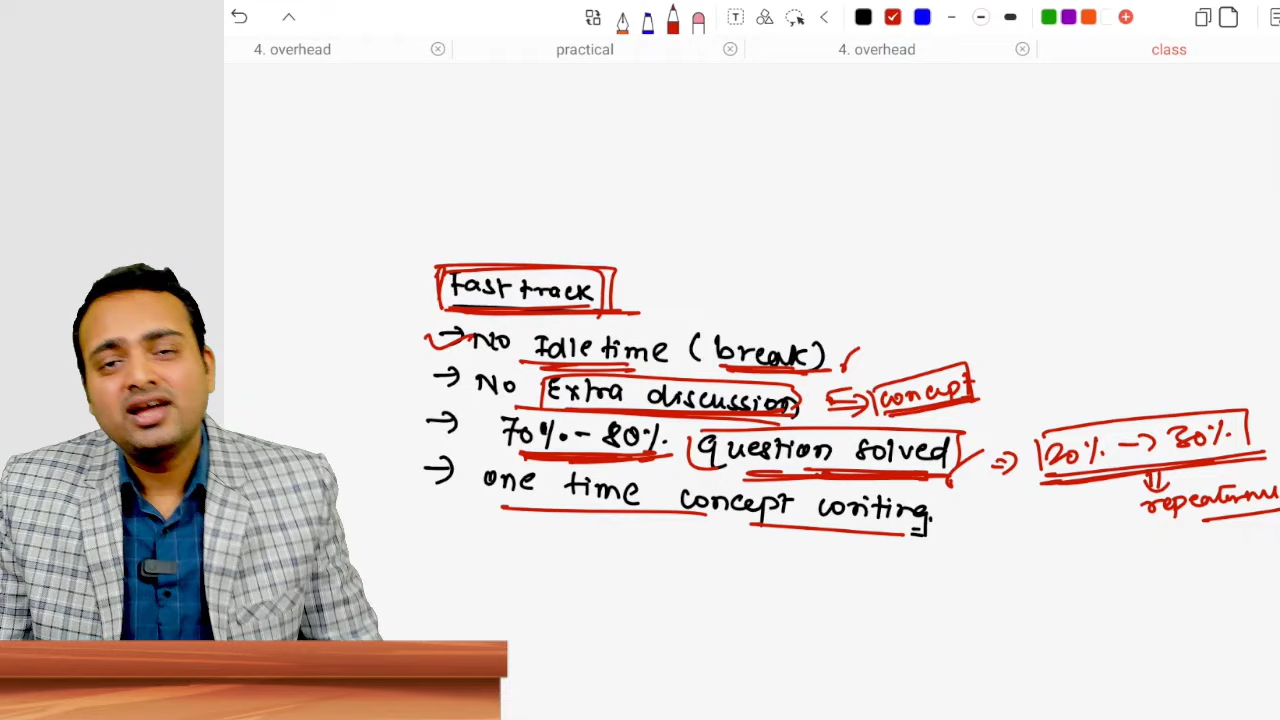 4. overhead practical 4. overhead class
Fast track
→ No Idle time (break)
→ No Extra discussion ⇒ concept
→ 70% - 80% Question solved ⇒ 20% → 30%
→ one time concept writing.